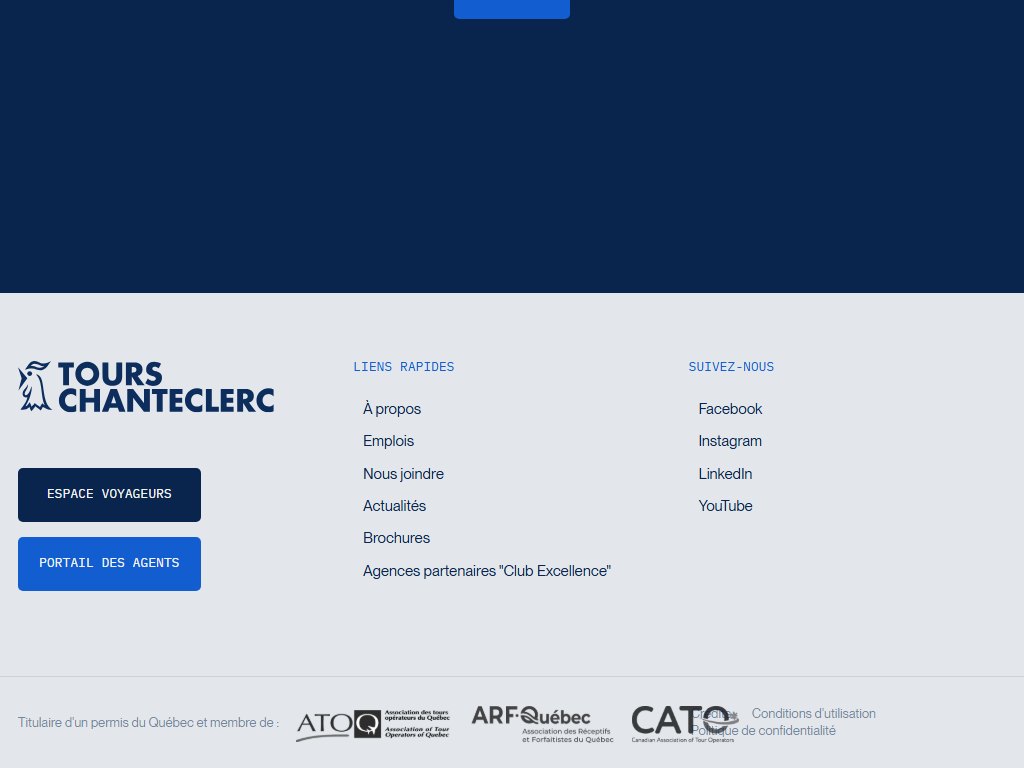 TOURS
CHANTECLERC
ESPACE VOYAGEURS
PORTAIL DES AGENTS
LIENS RAPIDES
À propos
Emplois
Nous joindre
Actualités
Brochures
Agences partenaires "Club Excellence"
SUIVEZ-NOUS
Facebook
Instagram
LinkedIn
YouTube
Titulaire d'un permis du Québec et membre de :
ATOQ
Association des tours
opérateurs du Québec
Association of Tour
Operators of Quebec
ARF-Québec
Association des Réceptifs
et Forfaitistes du Québec
CATO
Canadian Association of Tour Operators
Crédits
Conditions d'utilisation
Politique de confidentialité